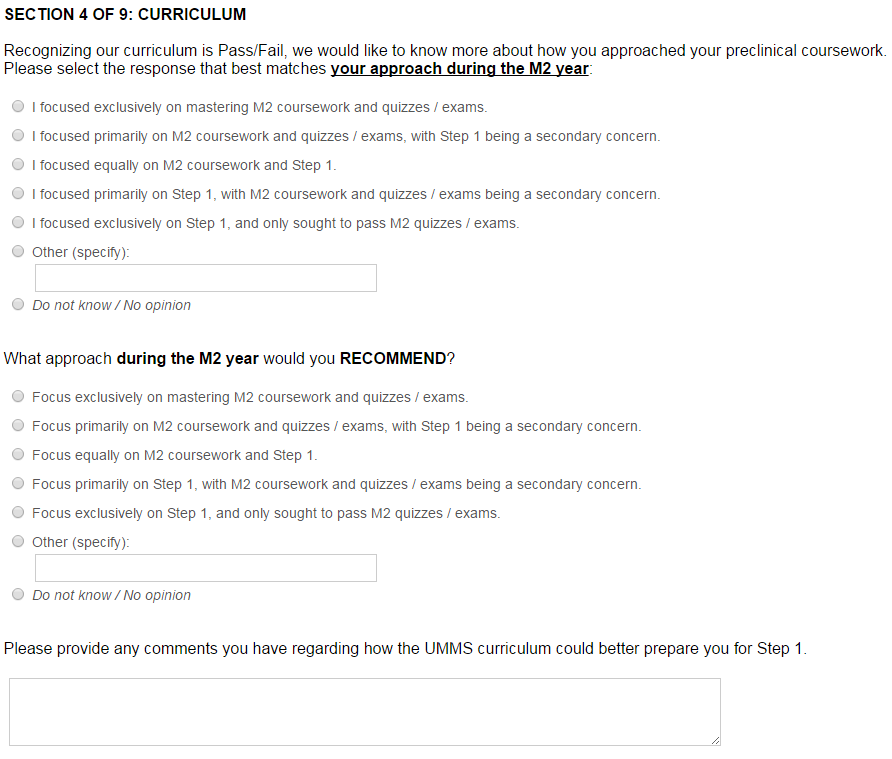 SECTION 4 OF 9: CURRICULUM
Recognizing our curriculum is Pass/Fail, we would like to know more about how you approached your preclinical coursework.
Please select the response that best matches your approach during the M2 year:
I focused exclusively on mastering M2 coursework and quizzes / exams.
I focused primarily on M2 coursework and quizzes / exams, with Step 1 being a secondary concern.
I focused equally on M2 coursework and Step 1.
I focused primarily on Step 1, with M2 coursework and quizzes / exams being a secondary concern.
I focused exclusively on Step 1, and only sought to pass M2 quizzes / exams.
Other (specify):
Do not know / No opinion
What approach during the M2 year would you RECOMMEND?
Focus exclusively on mastering M2 coursework and quizzes / exams.
Focus primarily on M2 coursework and quizzes / exams, with Step 1 being a secondary concern.
Focus equally on M2 coursework and Step 1.
Focus primarily on Step 1, with M2 coursework and quizzes / exams being a secondary concern.
Focus exclusively on Step 1, and only sought to pass M2 quizzes / exams.
Other (specify):
Do not know / No opinion
Please provide any comments you have regarding how the UMMS curriculum could better prepare you for Step 1.